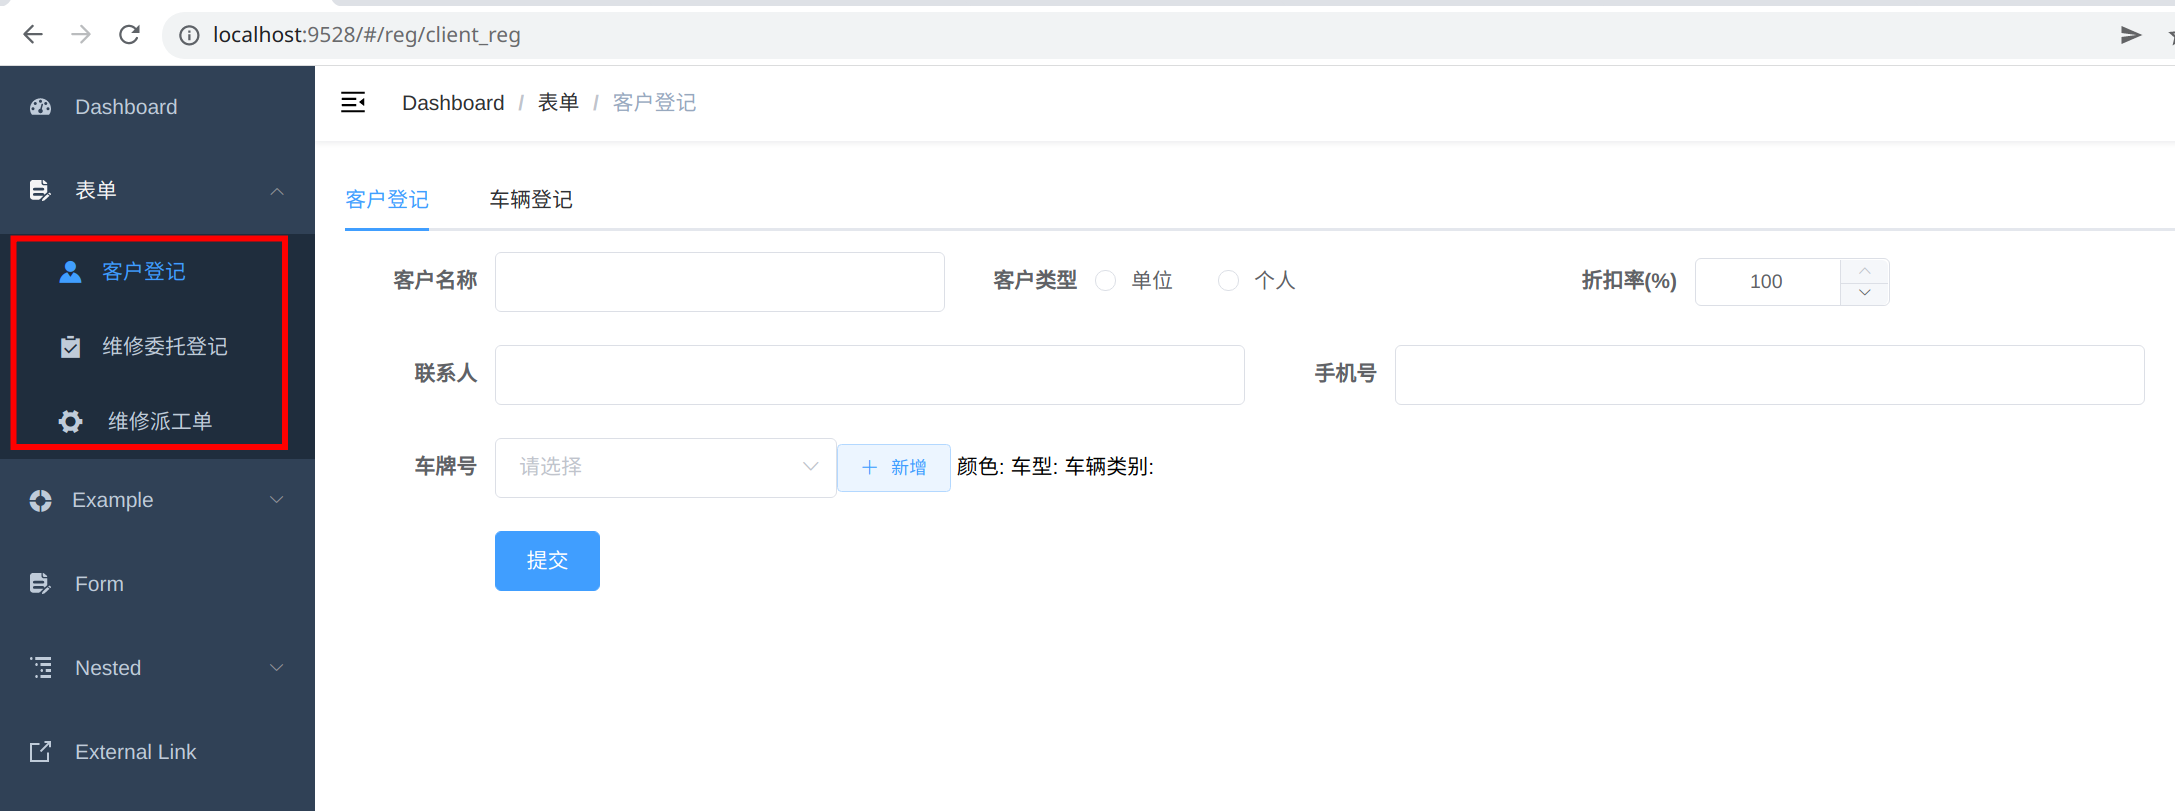 localhost:9528/#/reg/client_reg
Dashboard
表单
客户登记
维修委托登记
维修派工单
Example
Form
Nested
External Link
Dashboard / 表单 / 客户登记
客户登记 车辆登记
客户名称 客户类型 单位 个人 折扣率(%) 100
联系人 手机号
车牌号 请选择 + 新增 颜色: 车型: 车辆类别:
提交